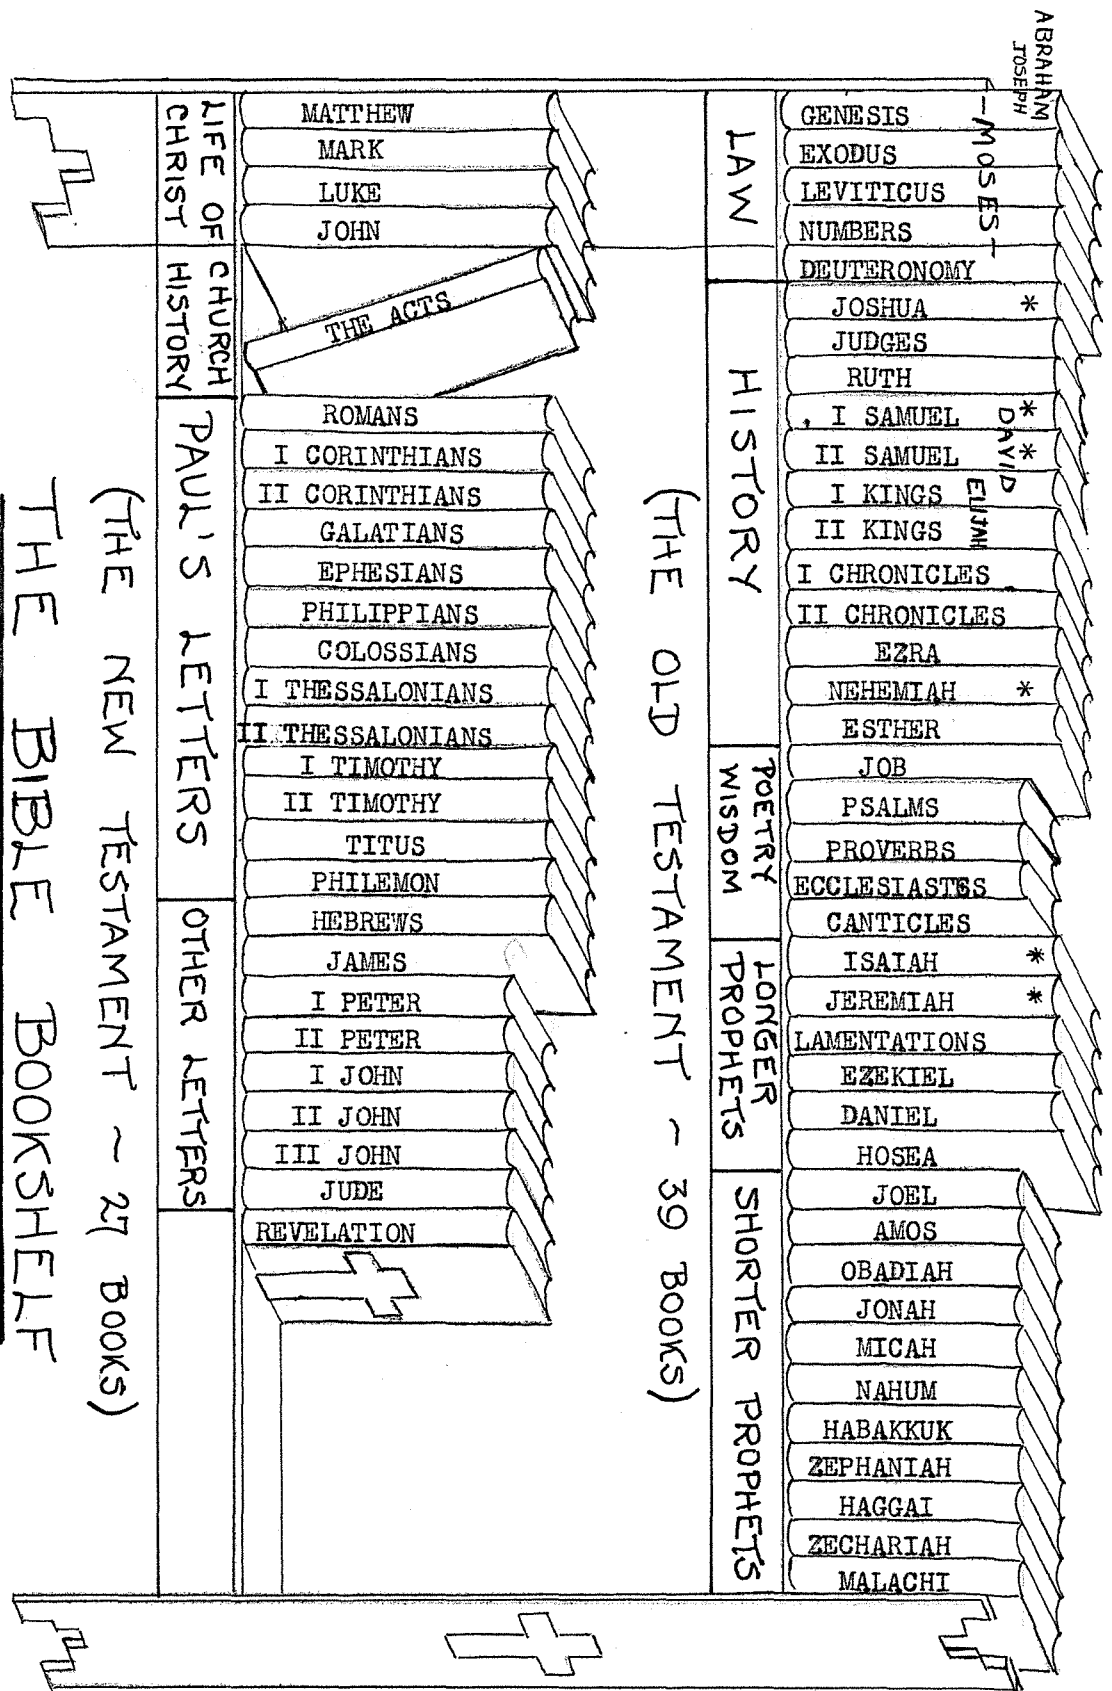 ABRAHAM
JOSEPH
-MOSES-
GENESIS
EXODUS
LEVITICUS
NUMBERS
DEUTERONOMY
JOSHUA *
JUDGES
RUTH
I SAMUEL *
II SAMUEL *
DAVID
I KINGS
II KINGS
ELIJAH
I CHRONICLES
II CHRONICLES
EZRA
NEHEMIAH *
ESTHER
JOB
PSALMS
PROVERBS
ECCLESIASTES
CANTICLES
ISAIAH *
JEREMIAH *
LAMENTATIONS
EZEKIEL
DANIEL
HOSEA
JOEL
AMOS
OBADIAH
JONAH
MICAH
NAHUM
HABAKKUK
ZEPHANIAH
HAGGAI
ZECHARIAH
MALACHI
LAW
HISTORY
POETRY
WISDOM
LONGER
PROPHETS
SHORTER PROPHETS
(THE OLD TESTAMENT ~ 39 BOOKS)
MATTHEW
MARK
LUKE
JOHN
THE ACTS
ROMANS
I CORINTHIANS
II CORINTHIANS
GALATIANS
EPHESIANS
PHILIPPIANS
COLOSSIANS
I THESSALONIANS
II THESSALONIANS
I TIMOTHY
II TIMOTHY
TITUS
PHILEMON
HEBREWS
JAMES
I PETER
II PETER
I JOHN
II JOHN
III JOHN
JUDE
REVELATION
LIFE OF
CHRIST
CHURCH
HISTORY
PAUL'S LETTERS
OTHER LETTERS
(THE NEW TESTAMENT ~ 27 BOOKS)
THE BIBLE BOOKSHELF